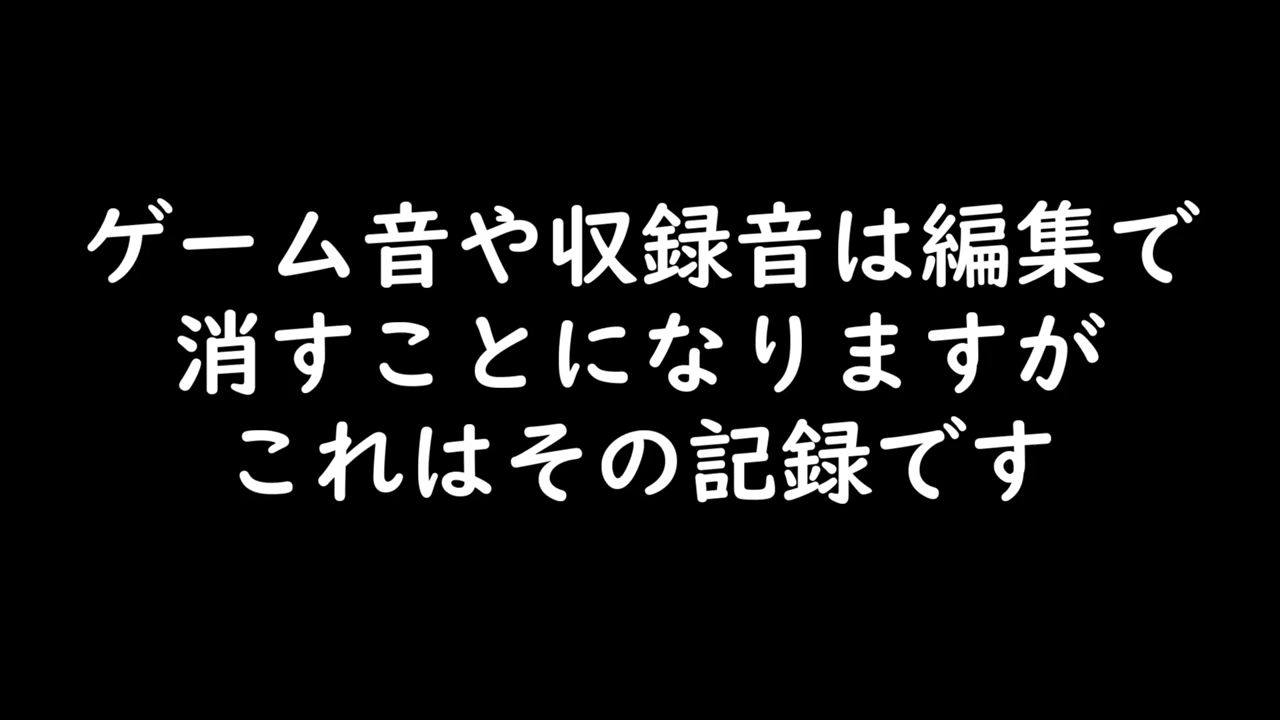 ゲーム音や収録音は編集で
消すことになりますが
これはその記録です